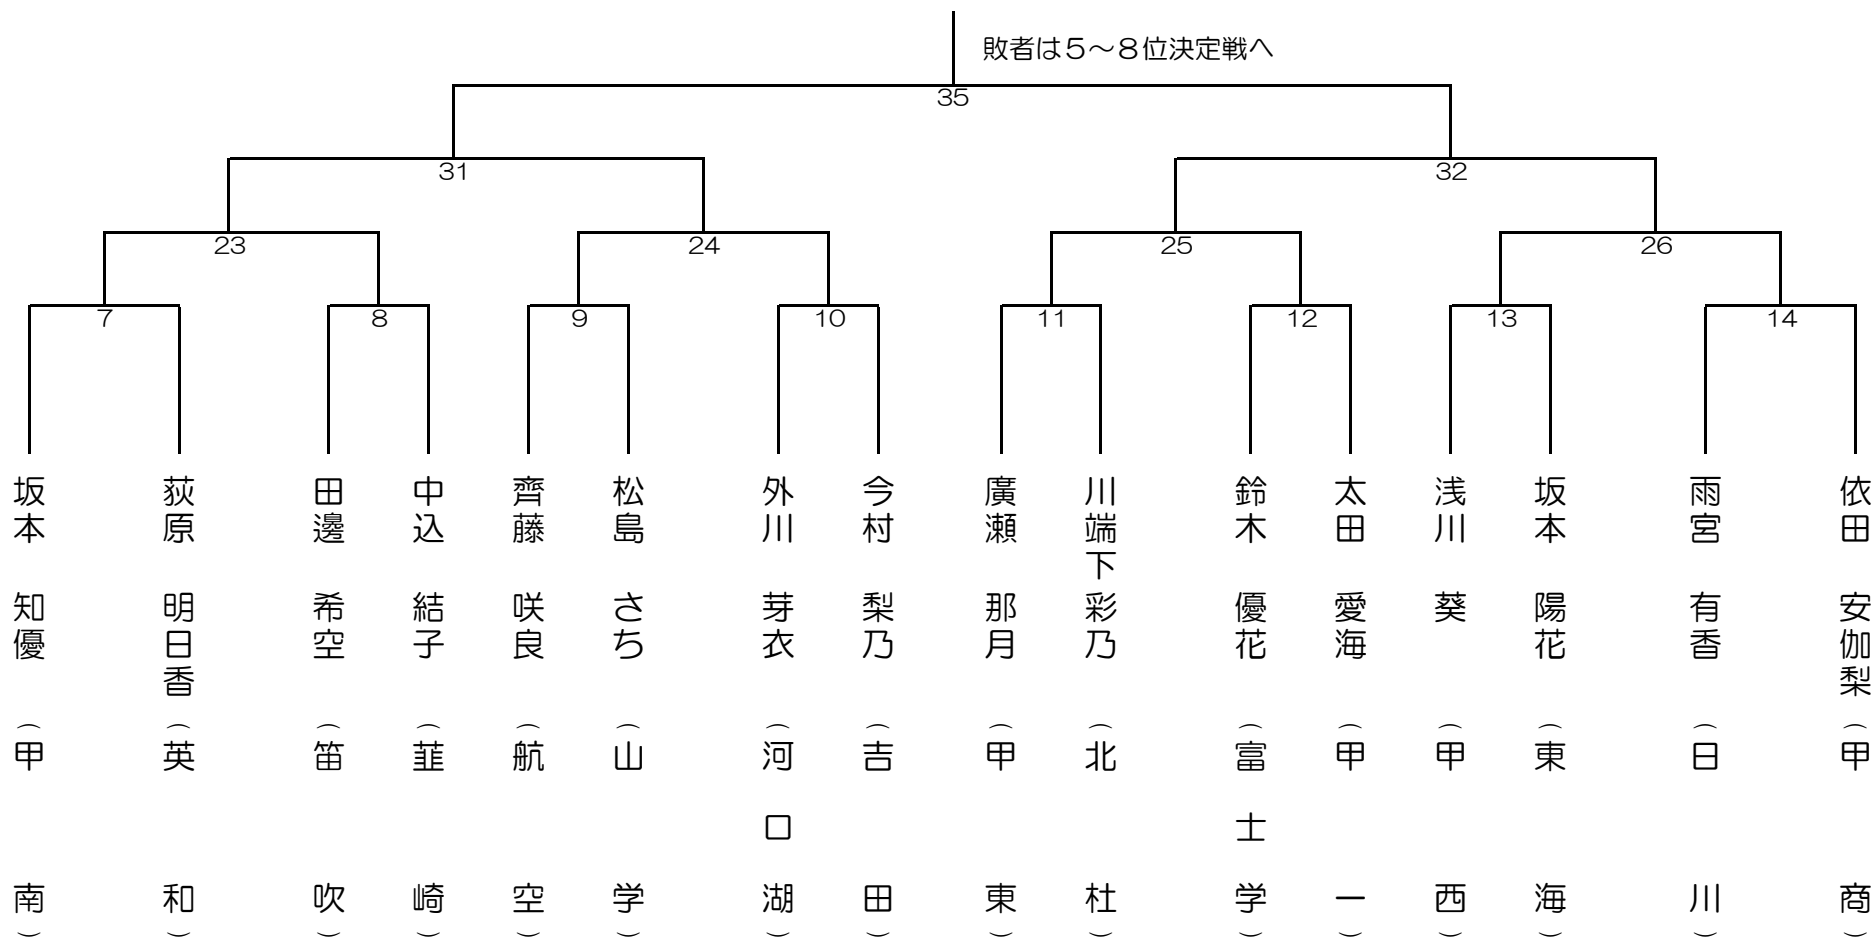 敗者は５～８位決定戦へ
35
31
32
23
24
25
26
7
8
9
10
11
12
13
14
坂本 知優 （甲 南）
荻原 明日香（英 和）
田邊 希空 （笛 吹）
中込 結子 （韮 崎）
齊藤 咲良 （航 空）
松島 さち （山 学）
外川 芽衣 （河 口 湖）
今村 梨乃 （吉 田）
廣瀬 那月 （甲 東）
川端下 彩乃 （北 杜）
鈴木 優花 （富 士 学）
太田 愛海 （甲 一）
浅川 葵 （甲 西）
坂本 陽花 （東 海）
雨宮 有香 （日 川）
依田 安伽梨（甲 商）